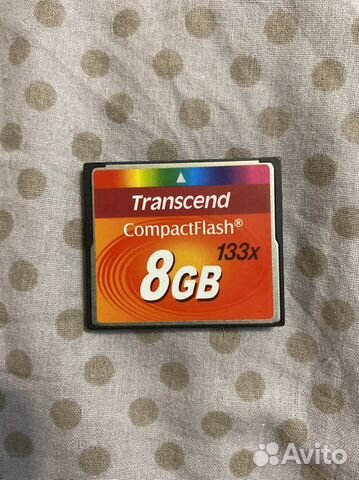 Transcend
CompactFlash®
133x
8GB
Avito